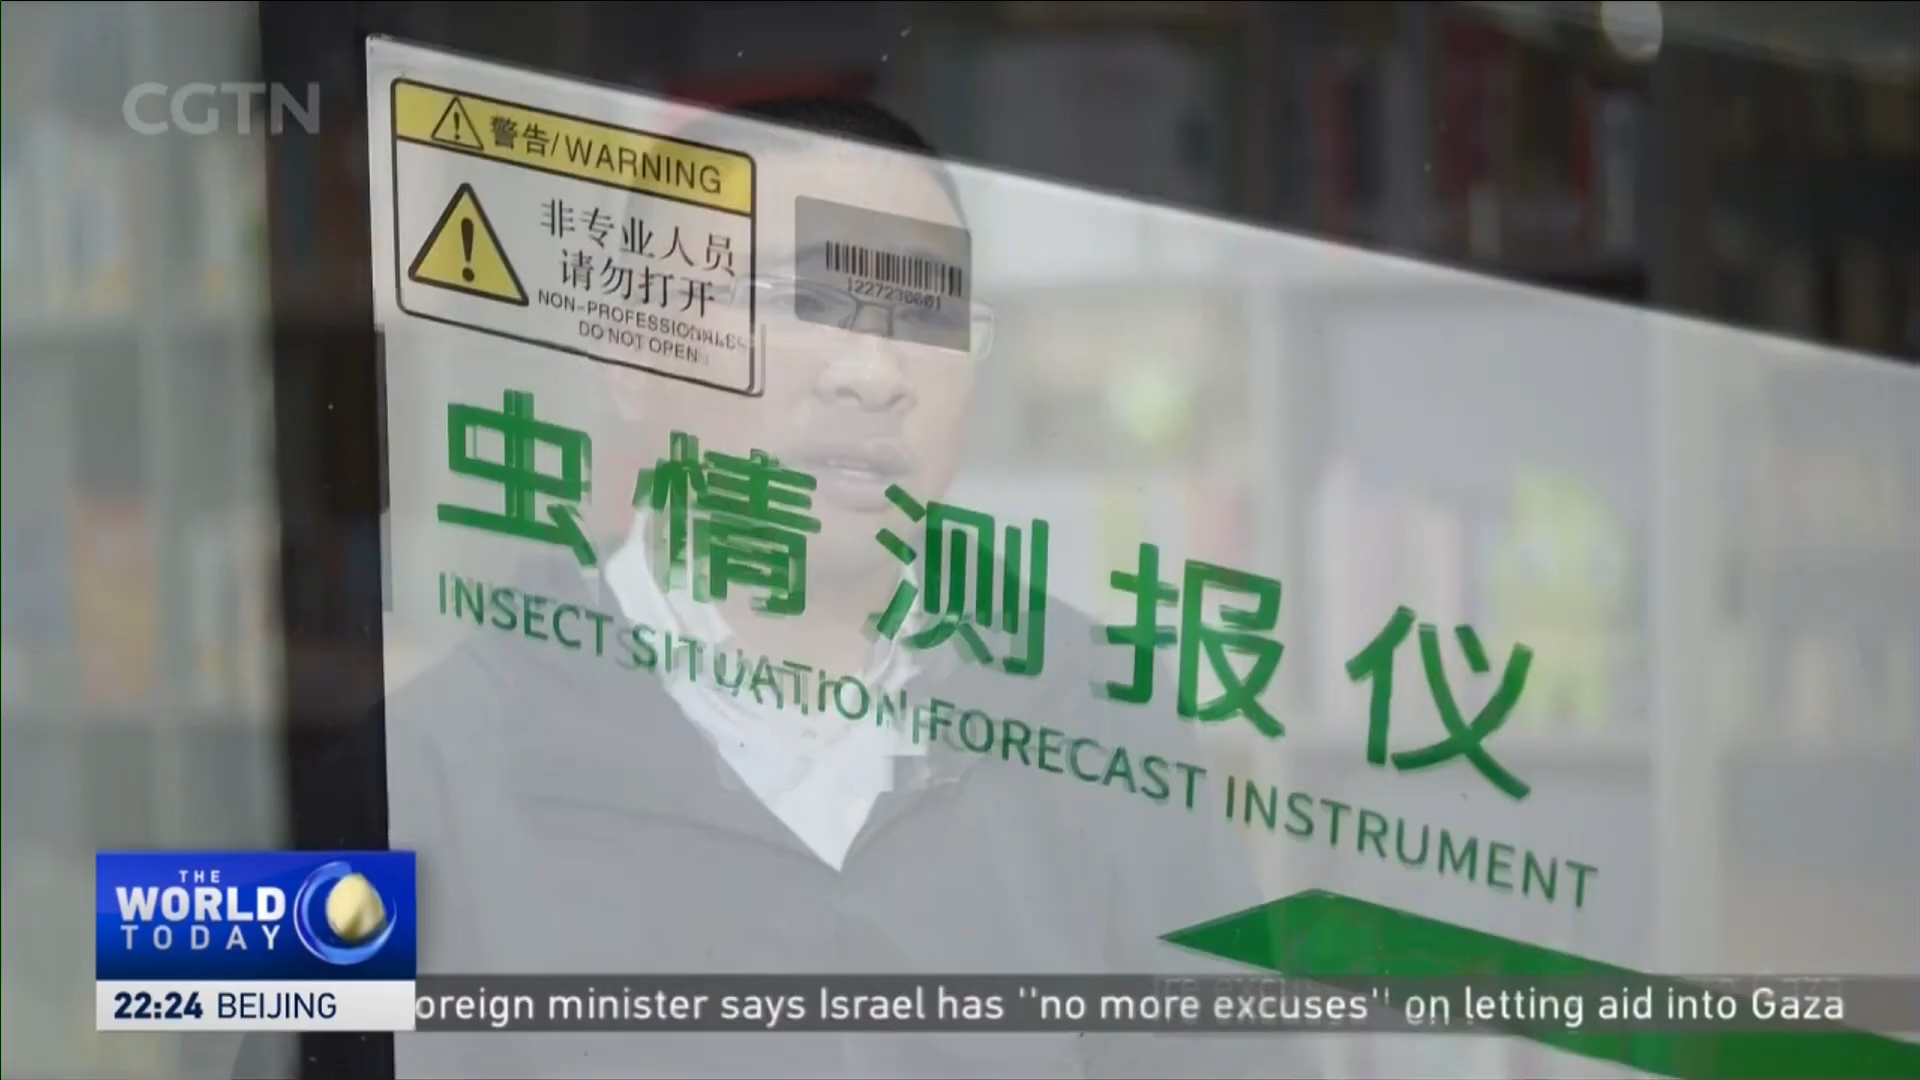 CGTN
警告/WARNING
非专业人员
请勿打开
NON-PROFESSIONALS
DO NOT OPEN
1227230001
虫情测报仪
INSECT SITUATION FORECAST INSTRUMENT
THE
WORLD
TODAY
22:24 BEIJING
oreign minister says Israel has "no more excuses" on letting aid into Gaza